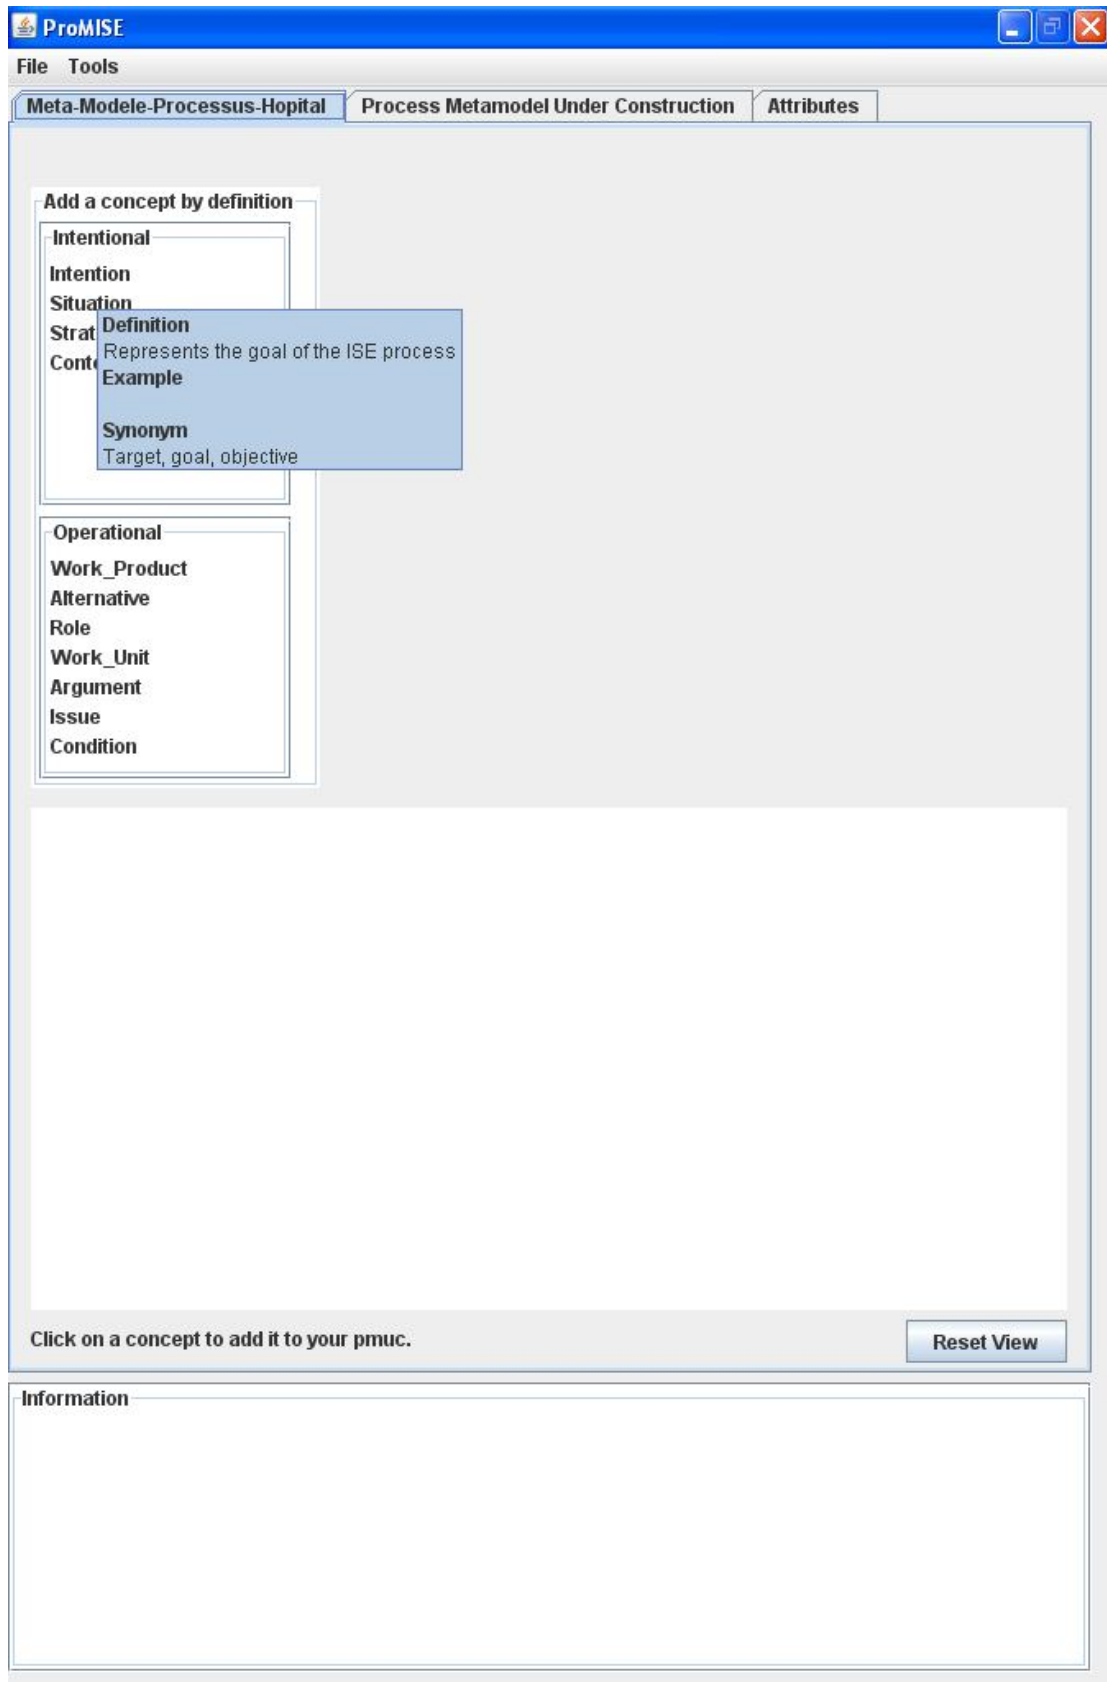 ProMISE
File Tools
Meta-Modele-Processus-Hopital Process Metamodel Under Construction Attributes
Add a concept by definition
Intentional
Intention
Situation
Strat
Conte
Definition
Represents the goal of the ISE process
Example
Synonym
Target, goal, objective
Operational
Work_Product
Alternative
Role
Work_Unit
Argument
Issue
Condition
Click on a concept to add it to your pmuc.
Reset View
Information